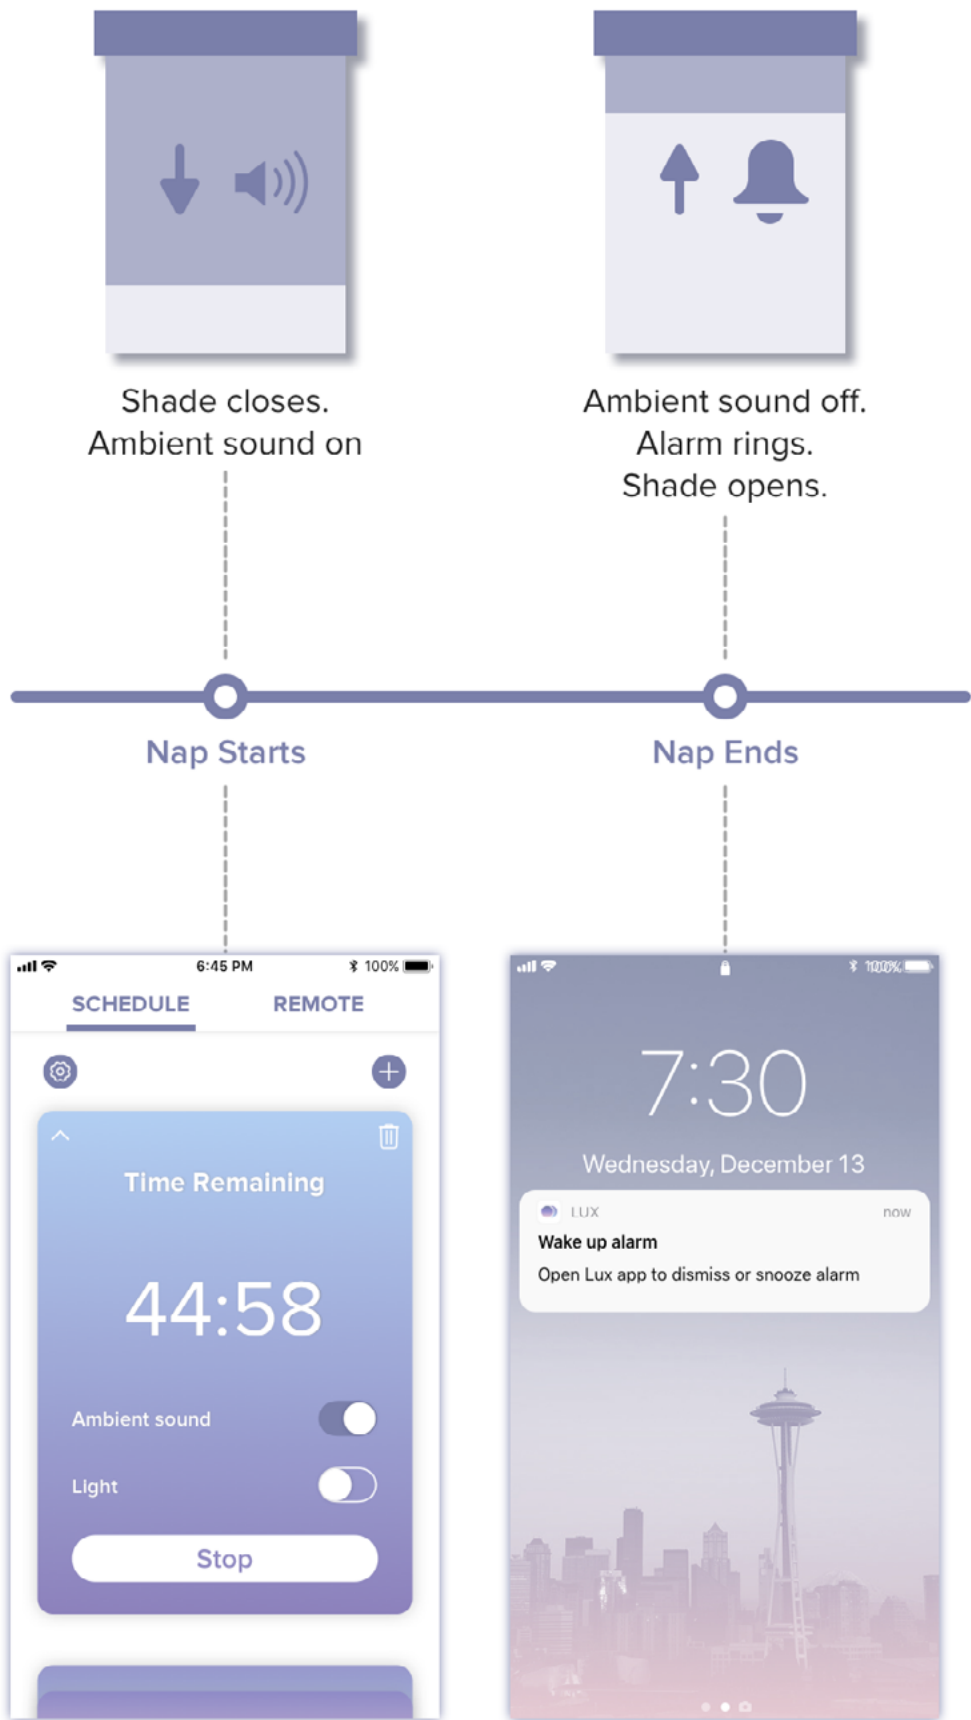 Shade closes.
Ambient sound on
Ambient sound off.
Alarm rings.
Shade opens.
Nap Starts
Nap Ends
6:45 PM
100%
SCHEDULE
REMOTE
Time Remaining
44:58
Ambient sound
Light
Stop
7:30
Wednesday, December 13
LUX
now
Wake up alarm
Open Lux app to dismiss or snooze alarm